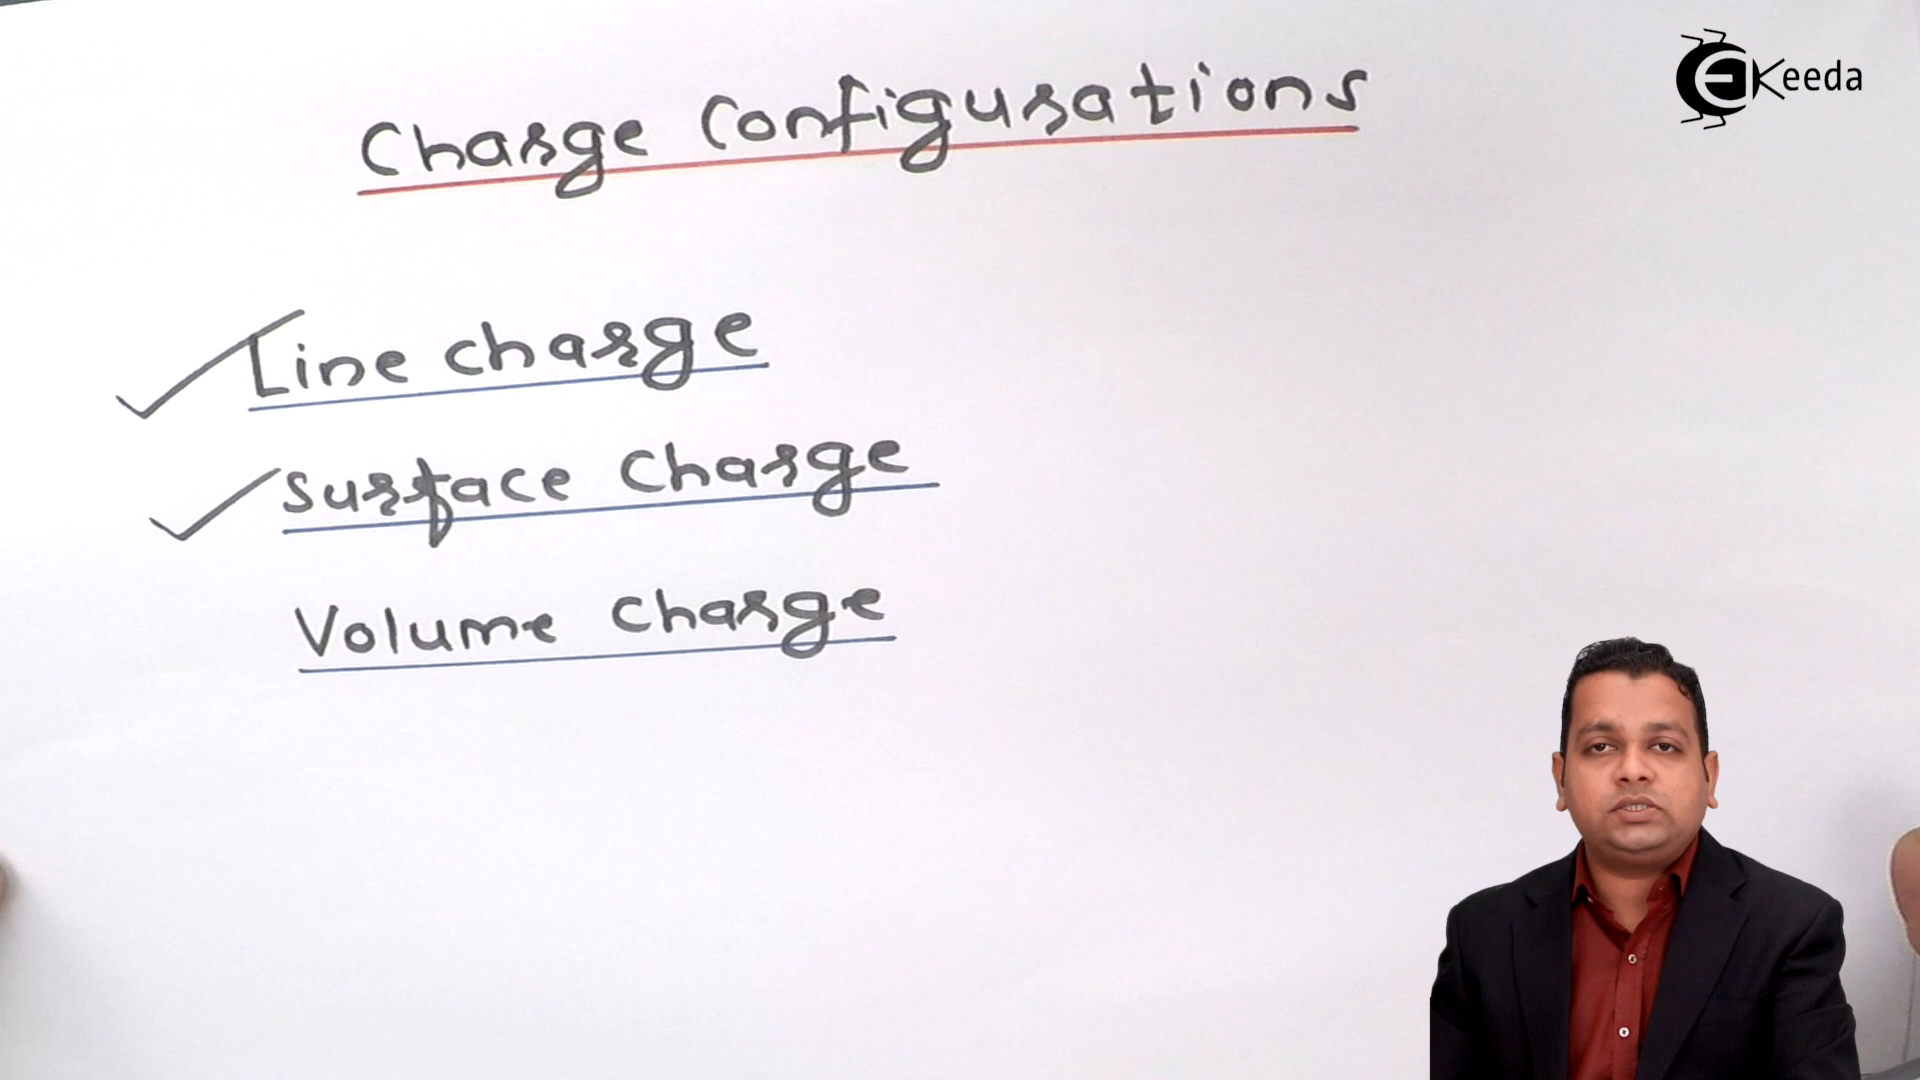 Charge Configurations
EKeeda
Line charge
Surface Charge
Volume Charge